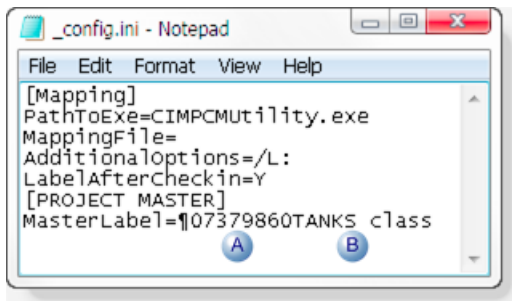 _config.ini - Notepad
File Edit Format View Help
[Mapping]
PathToExe=CIMPCMUtility.exe
MappingFile=
AdditionalOptions=/L:
LabelAfterCheckin=Y
[PROJECT MASTER]
MasterLabel=¶07379860TANKS class
A B